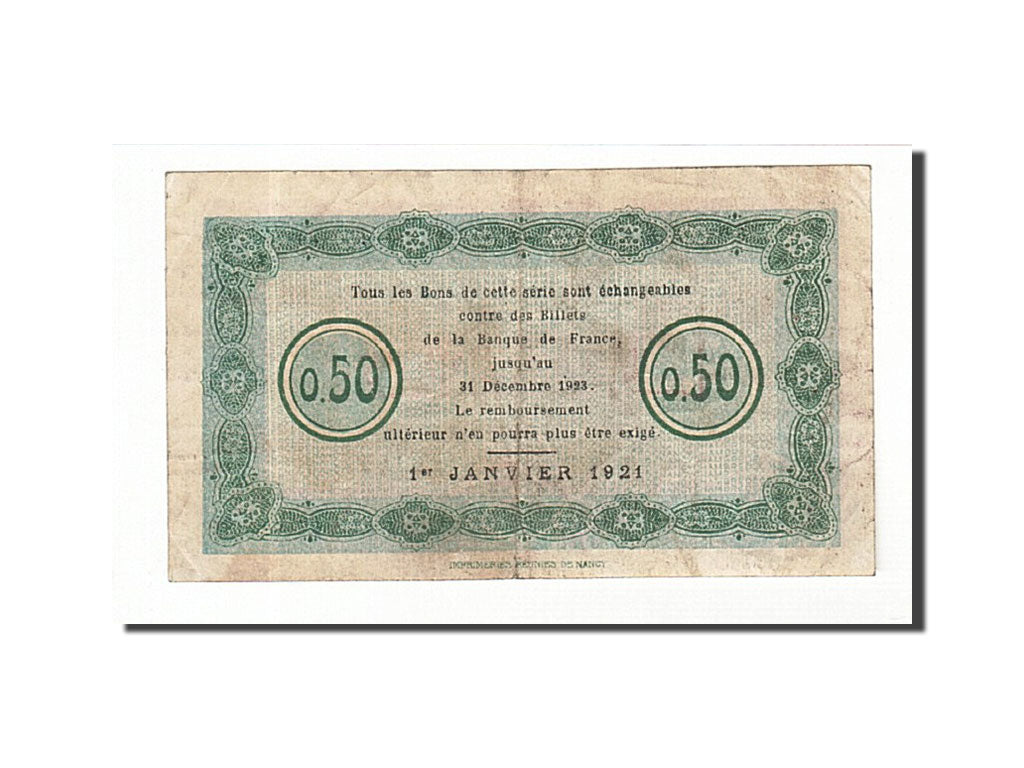 Tous les Bons de cette série sont échangeables
contre des Billets
de la Banque de France,
jusqu'au
31 Décembre 1923.
Le remboursement
ultérieur n'en pourra plus être exigé.
0.50
0.50
1er JANVIER 1921
IMPRIMERIES RÉUNIES DE NANCY